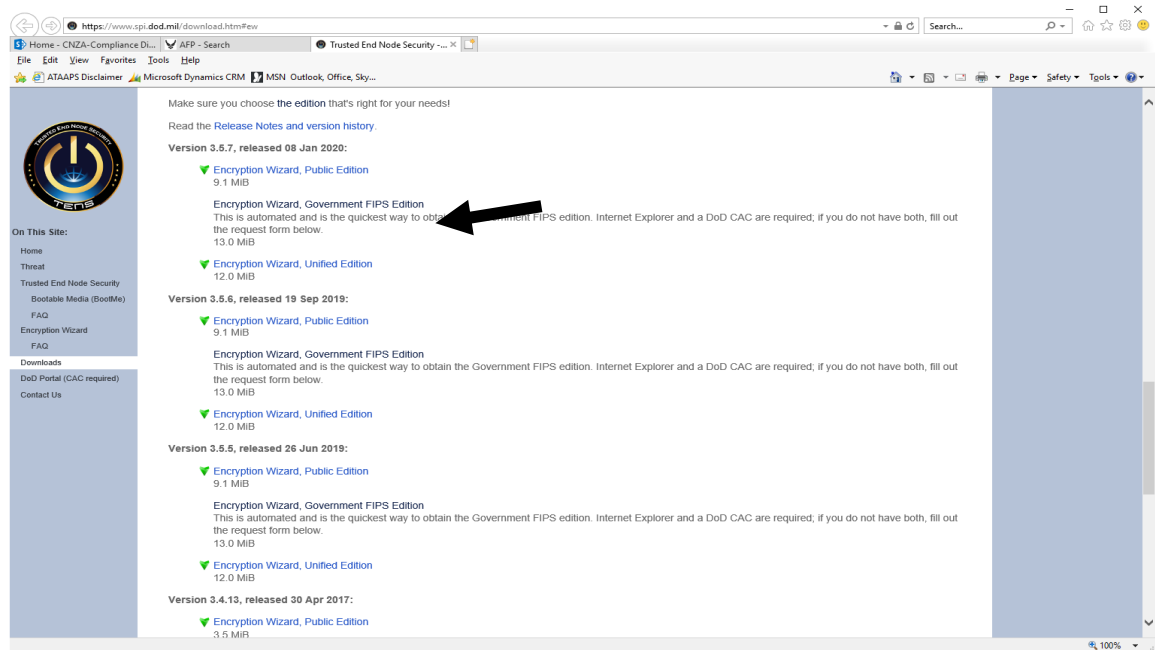 https://www.spi.dod.mil/download.htm#ew
Search...
Home - CNZA-Compliance Di...
AFP - Search
Trusted End Node Security -...
File Edit View Favorites Tools Help
ATAAPS Disclaimer Microsoft Dynamics CRM MSN Outlook, Office, Sky...
Page Safety Tools
TRUSTED END NODE SECURITY
TENS
On This Site:
Home
Threat
Trusted End Node Security
Bootable Media (BootMe)
FAQ
Encryption Wizard
FAQ
Downloads
DoD Portal (CAC required)
Contact Us
Make sure you choose the edition that's right for your needs!
Read the Release Notes and version history.
Version 3.5.7, released 08 Jan 2020:
Encryption Wizard, Public Edition
9.1 MiB
Encryption Wizard, Government FIPS Edition
This is automated and is the quickest way to FIPS edition. Internet Explorer and a DoD CAC are required; if you do not have both, fill out
the request form below.
13.0 MiB
Encryption Wizard, Unified Edition
12.0 MiB
Version 3.5.6, released 19 Sep 2019:
Encryption Wizard, Public Edition
9.1 MiB
Encryption Wizard, Government FIPS Edition
This is automated and is the quickest way to obtain the Government FIPS edition. Internet Explorer and a DoD CAC are required; if you do not have both, fill out
the request form below.
13.0 MiB
Encryption Wizard, Unified Edition
12.0 MiB
Version 3.5.5, released 26 Jun 2019:
Encryption Wizard, Public Edition
9.1 MiB
Encryption Wizard, Government FIPS Edition
This is automated and is the quickest way to obtain the Government FIPS edition. Internet Explorer and a DoD CAC are required; if you do not have both, fill out
the request form below.
13.0 MiB
Encryption Wizard, Unified Edition
12.0 MiB
Version 3.4.13, released 30 Apr 2017:
Encryption Wizard, Public Edition
3.5 MiB
100%